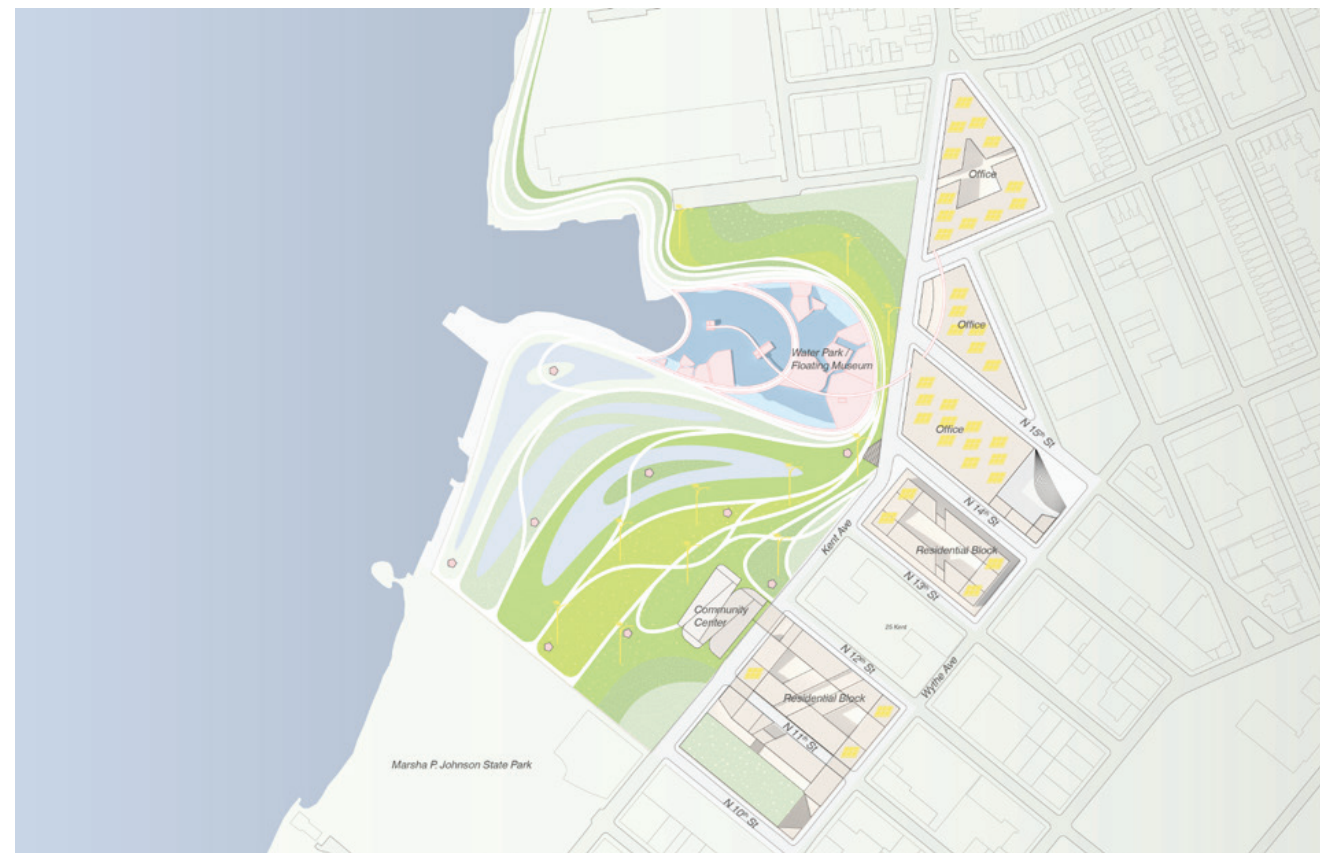 Office
Office
Water Park /
Floating Museum
Office
N 15th St
N 14th St
Kent Ave
Residential Block
N 13th St
Community
Center
25 Kent
N 12th St
Wythe Ave
Residential Block
N 11th St
Marsha P. Johnson State Park
N 10th St